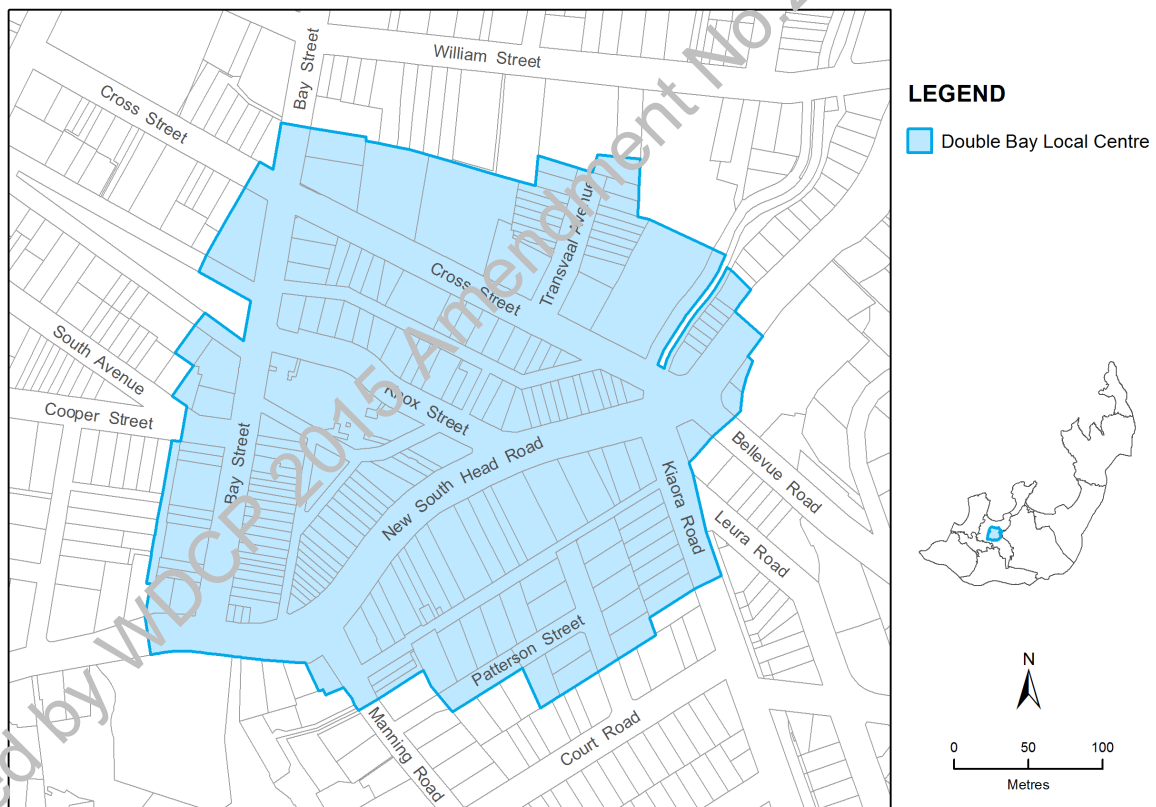 Bay Street
William Street
Cross Street
LEGEND
Double Bay Local Centre
Transvaal Avenue
Cross Street
South Avenue
Cooper Street
Knox Street
Bay Street
New South Head Road
Kiaora Road
Bellevue Road
Leura Road
Patterson Street
Manning Road
Court Road
by WDCP 2015 Amendment No.
N
0 50 100
Metres